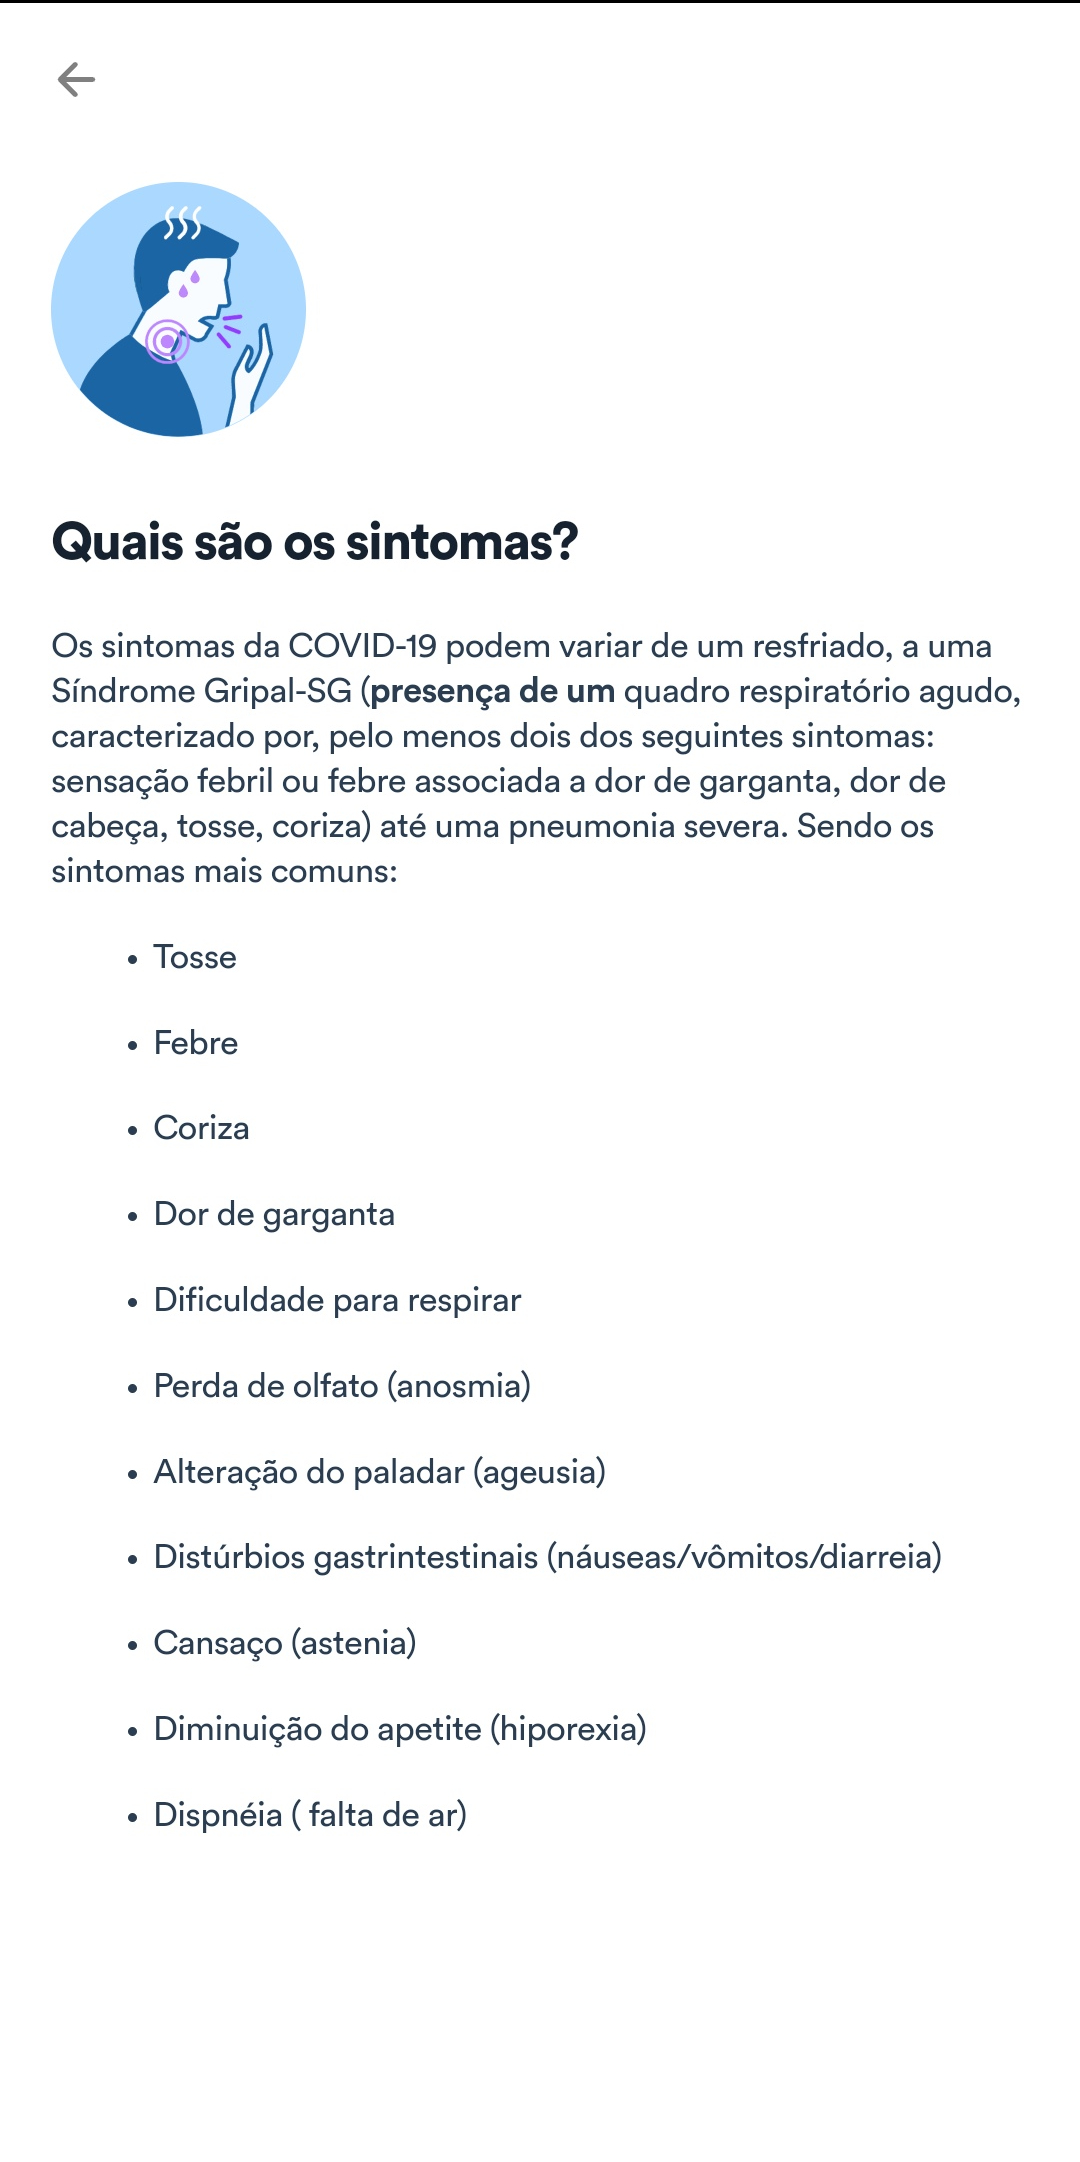 Quais são os sintomas?
Os sintomas da COVID-19 podem variar de um resfriado, a uma
Síndrome Gripal-SG (presença de um quadro respiratório agudo,
caracterizado por, pelo menos dois dos seguintes sintomas:
sensação febril ou febre associada a dor de garganta, dor de
cabeça, tosse, coriza) até uma pneumonia severa. Sendo os
sintomas mais comuns:
• Tosse
• Febre
• Coriza
• Dor de garganta
• Dificuldade para respirar
• Perda de olfato (anosmia)
• Alteração do paladar (ageusia)
• Distúrbios gastrintestinais (náuseas/vômitos/diarreia)
• Cansaço (astenia)
• Diminuição do apetite (hiporexia)
• Dispnéia ( falta de ar)